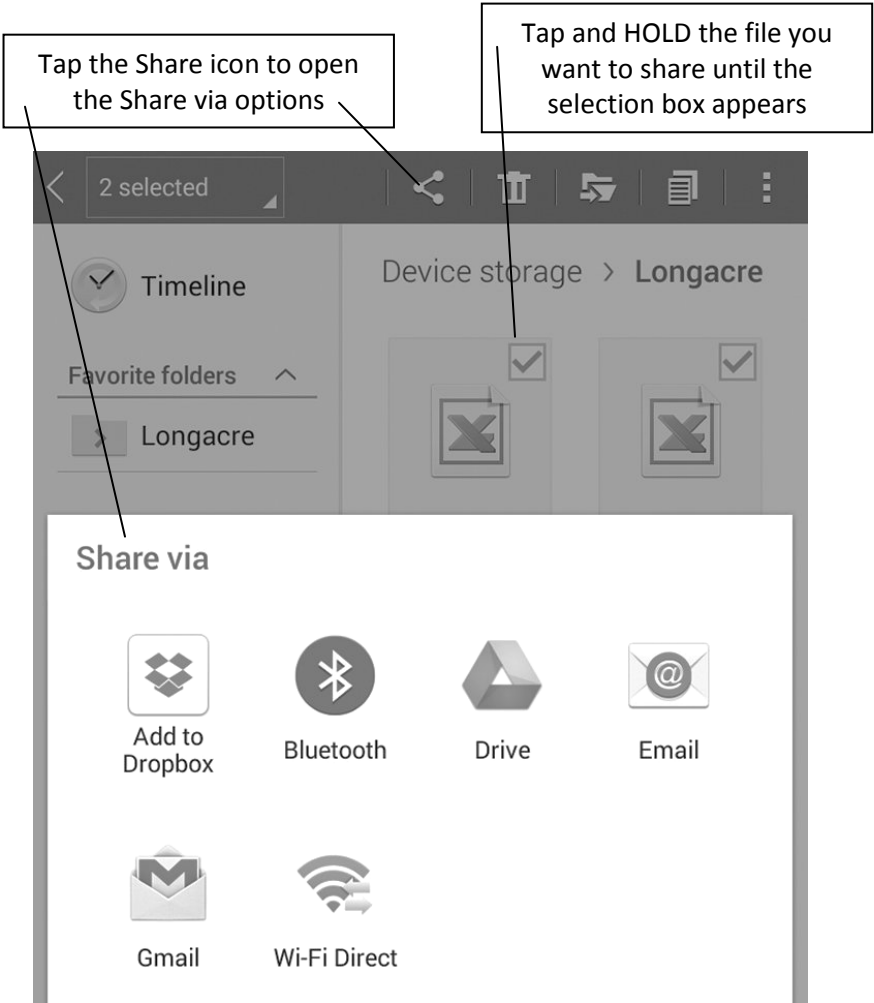 Tap and HOLD the file you
want to share until the
selection box appears
Tap the Share icon to open
the Share via options
2 selected
Timeline
Device storage > Longacre
Favorite folders
Longacre
Share via
Add to
Dropbox
Bluetooth
Drive
Email
Gmail
Wi-Fi Direct